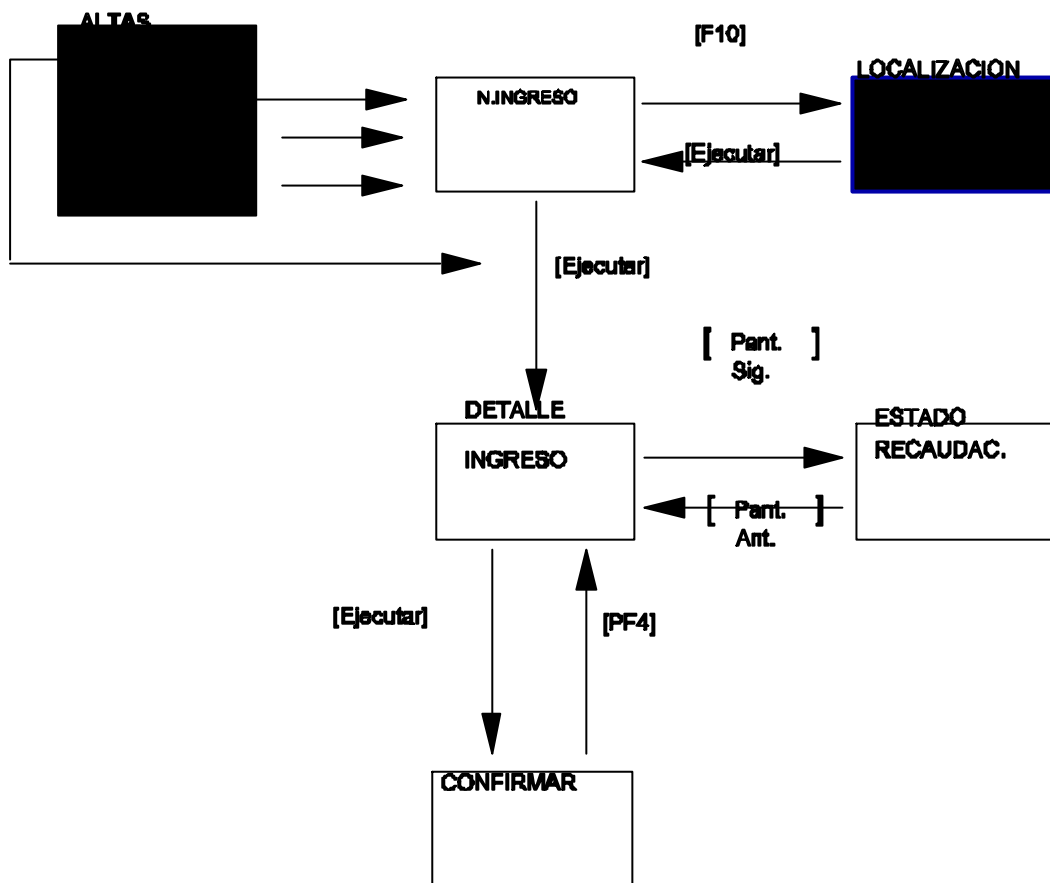 ALTAS
[F10]
LOCALIZACION
N.INGRESO
[Ejecutar]
[Ejecutar]
[ Pant. ]
Sig.
DETALLE
INGRESO
ESTADO
RECAUDAC.
[ Pant. ]
Ant.
[Ejecutar]
[PF4]
CONFIRMAR